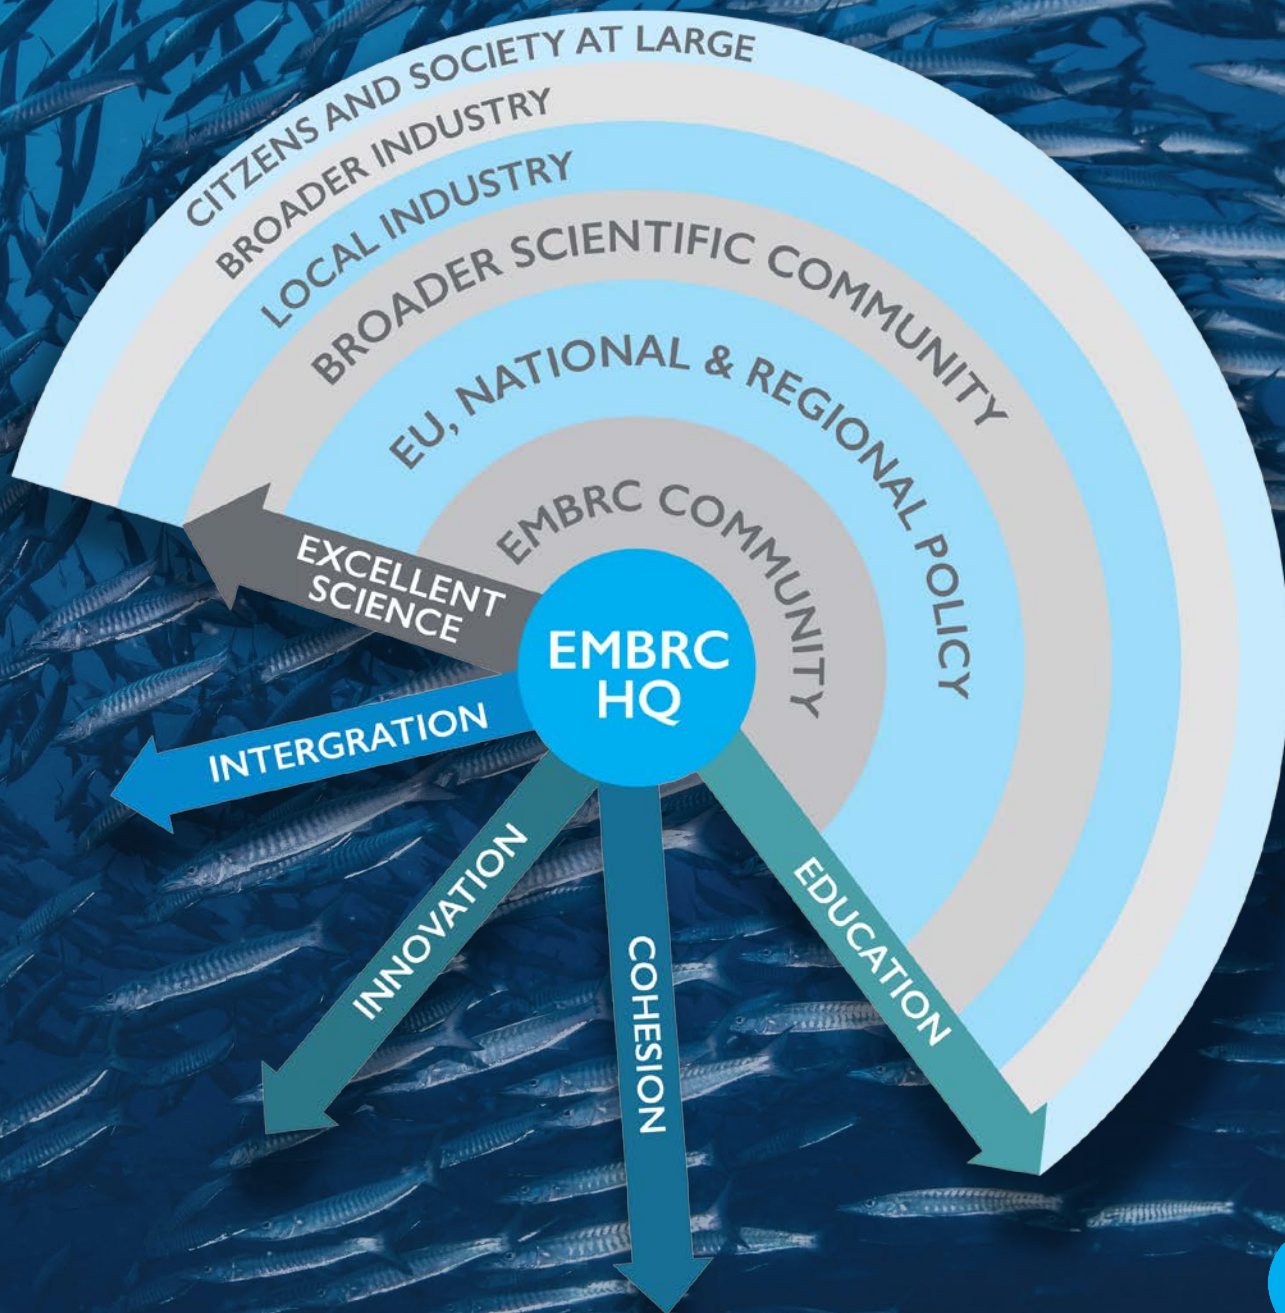 CITZENS AND SOCIETY AT LARGE
BROADER INDUSTRY
LOCAL INDUSTRY
BROADER SCIENTIFIC COMMUNITY
EU, NATIONAL & REGIONAL POLICY
EMBRC COMMUNITY
EMBRC
HQ
EXCELLENT
SCIENCE
INTERGRATION
INNOVATION
COHESION
EDUCATION